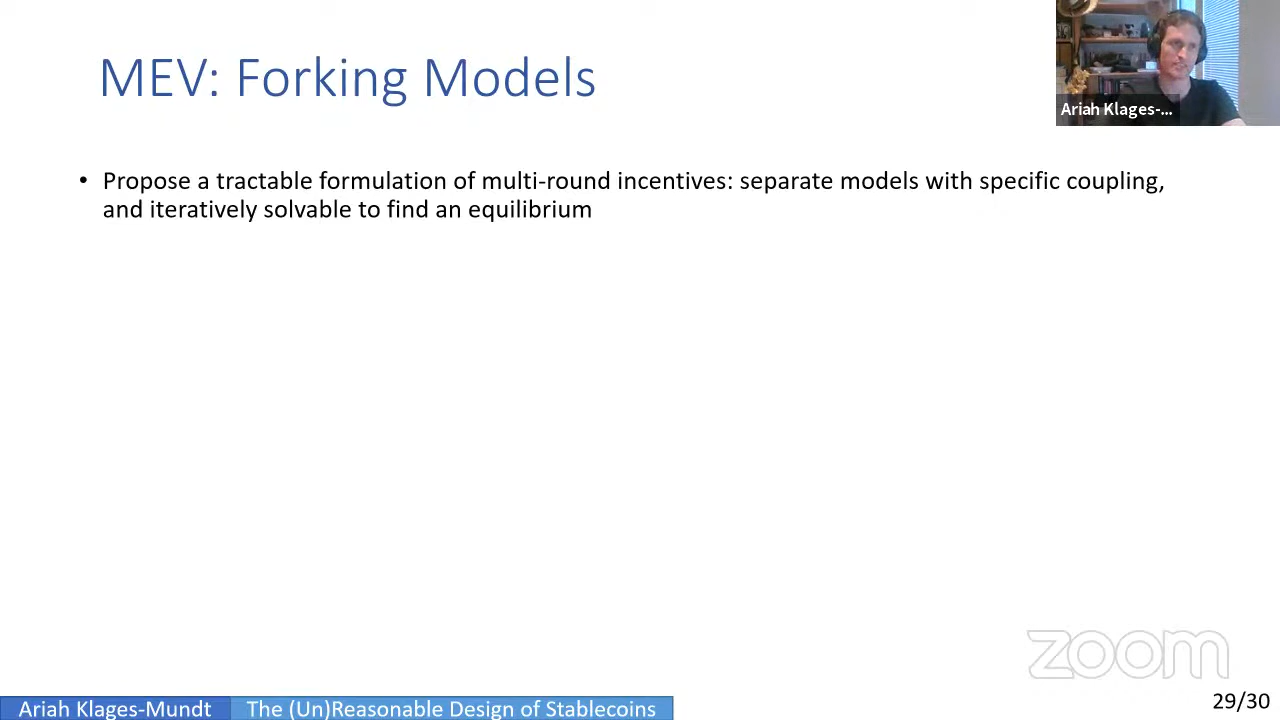 MEV: Forking Models
Ariah Klages-...
• Propose a tractable formulation of multi-round incentives: separate models with specific coupling,
and iteratively solvable to find an equilibrium
zoom
Ariah Klages-Mundt
The (Un)Reasonable Design of Stablecoins
29/30